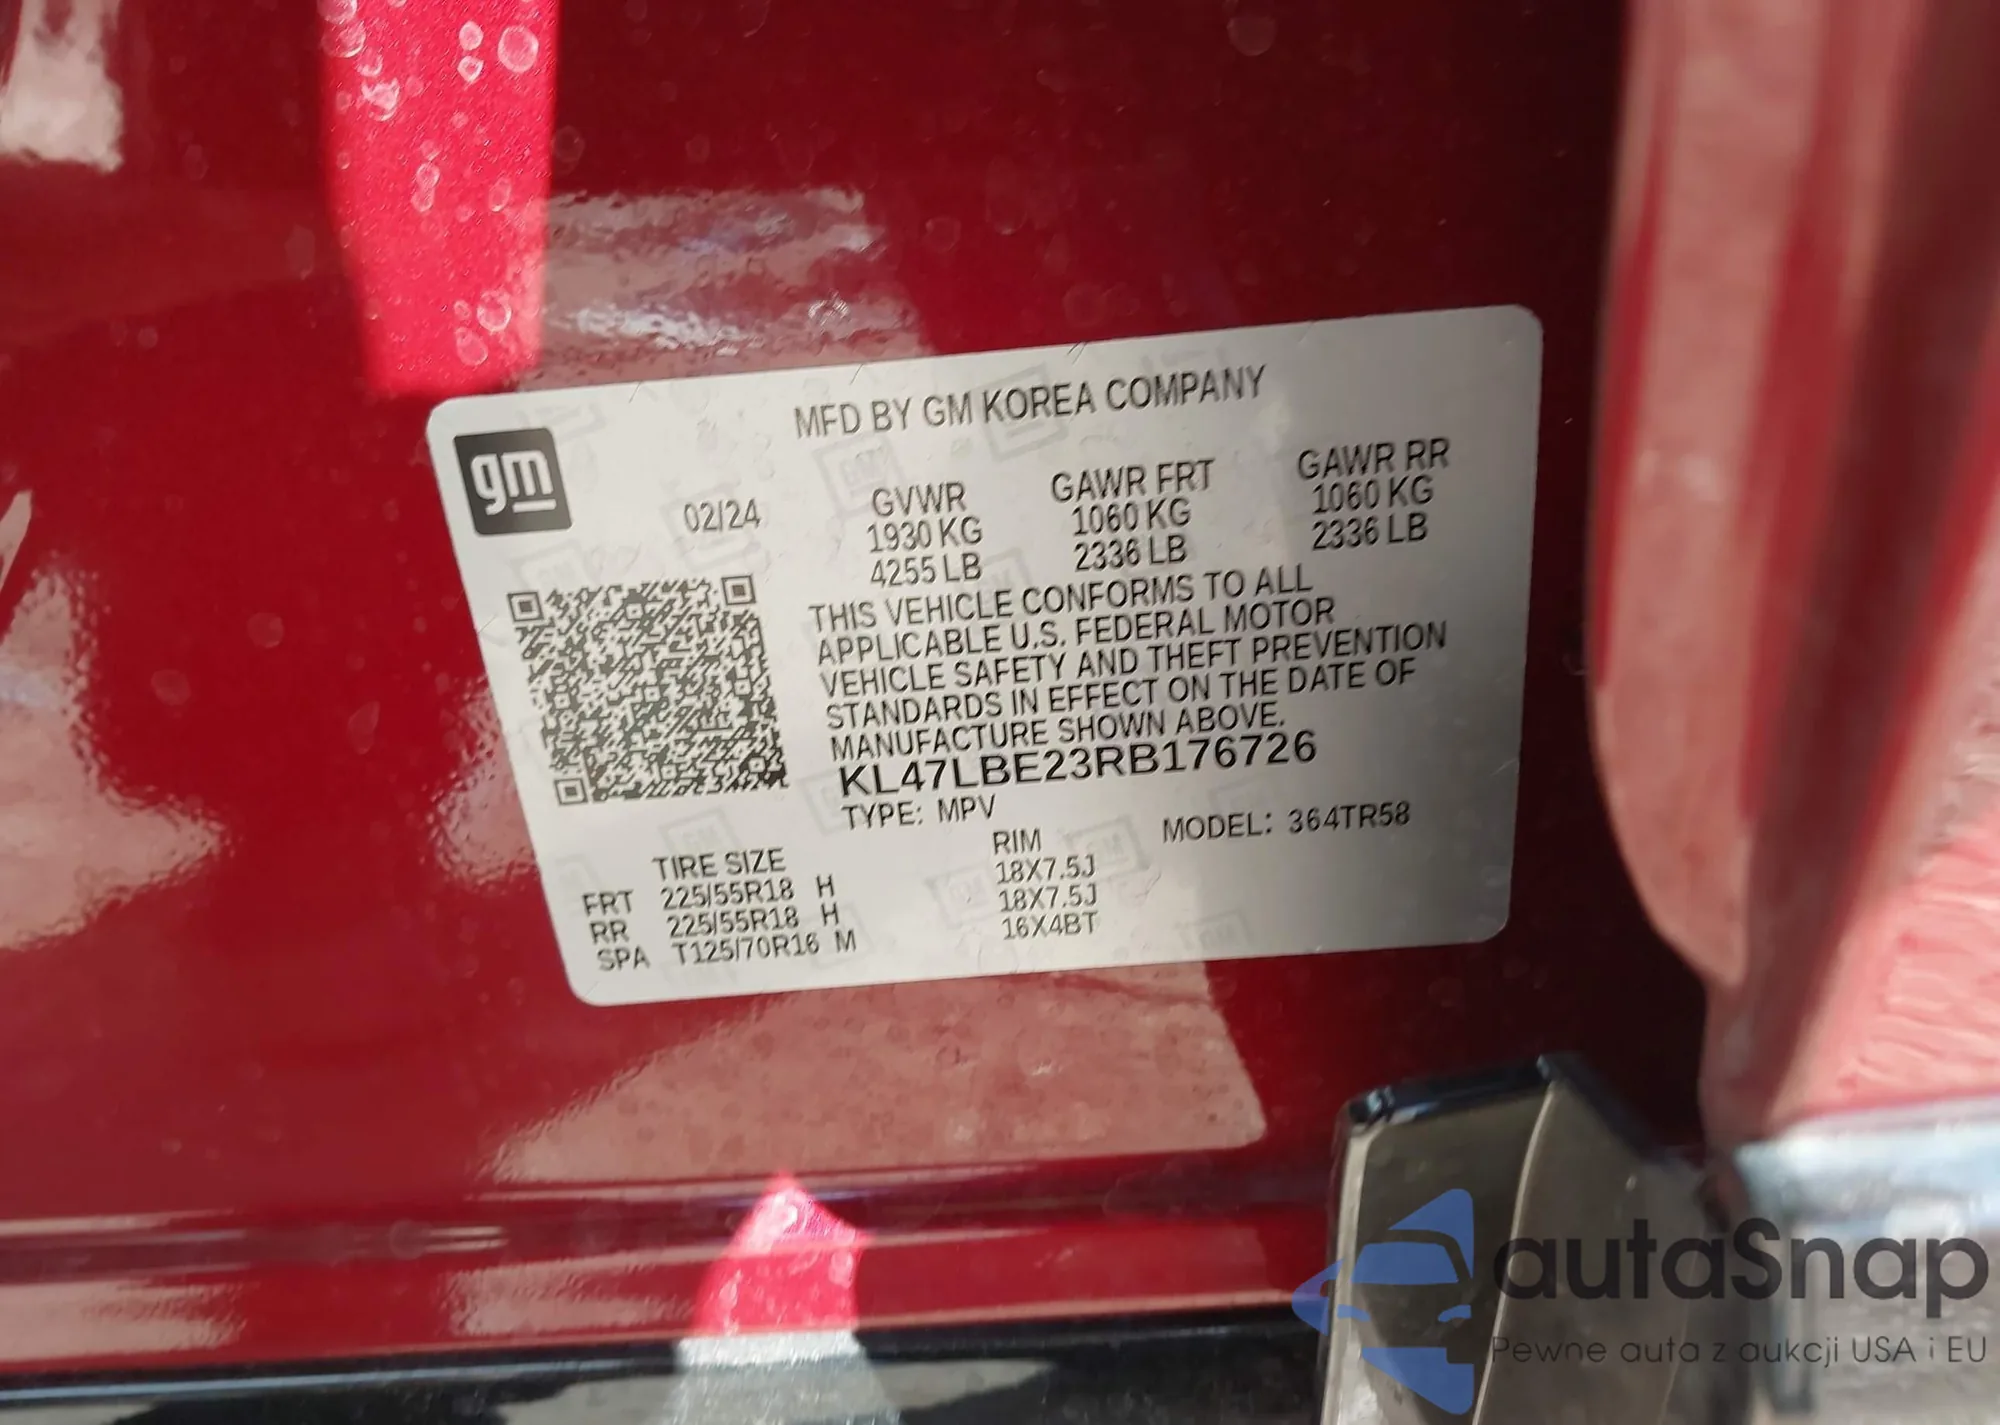 MFD BY GM KOREA COMPANY
gm
02/24
GVWR GAWR FRT GAWR RR
1930 KG 1060 KG 1060 KG
4255 LB 2336 LB 2336 LB
THIS VEHICLE CONFORMS TO ALL
APPLICABLE U.S. FEDERAL MOTOR
VEHICLE SAFETY AND THEFT PREVENTION
STANDARDS IN EFFECT ON THE DATE OF
MANUFACTURE SHOWN ABOVE.
KL47LBE23RB176726
TYPE: MPV MODEL: 364TR58
TIRE SIZE RIM
FRT 225/55R18 H 18X7.5J
RR 225/55R18 H 18X7.5J
SPA T125/70R16 M 16X4BT
autaSnap
Pewne auta z aukcji USA i EU